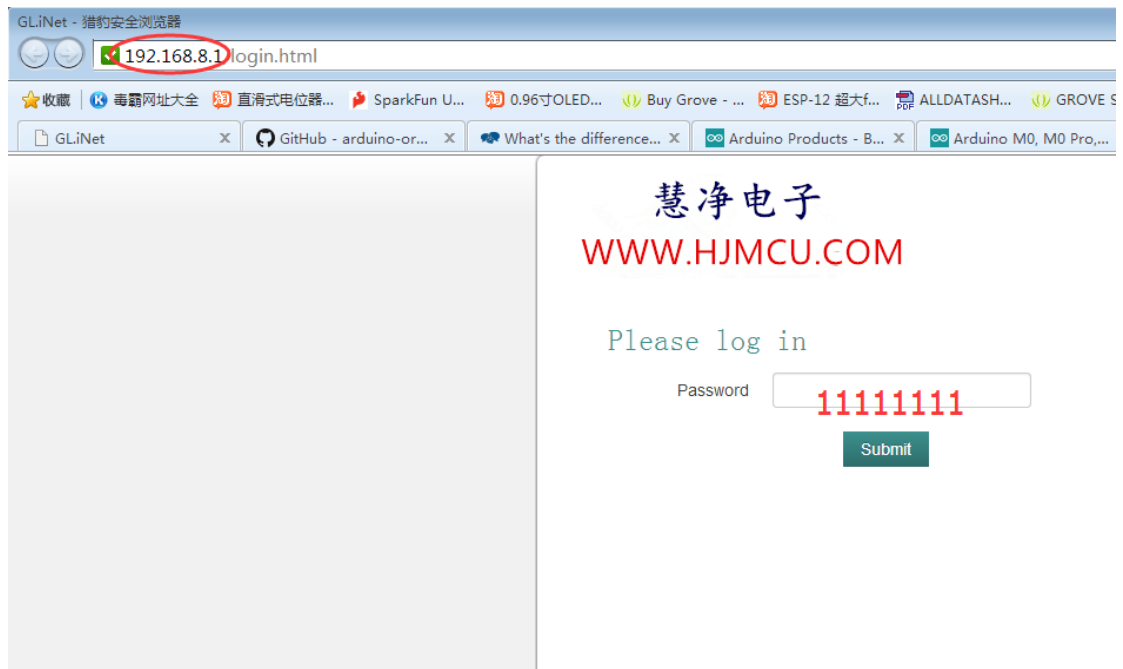 GL.iNet - 猎豹安全浏览器
192.168.8.1/login.html
收藏 毒霸网址大全 直滑式电位器... SparkFun U... 0.96寸OLED... Buy Grove - ... ESP-12 超大f... PDF ALLDATASH... GROVE S
GL.iNet X GitHub - arduino-or... X What's the difference... X Arduino Products - B... X Arduino M0, M0 Pro,...
慧净电子
WWW.HJMCU.COM
Please log in
Password 11111111
Submit